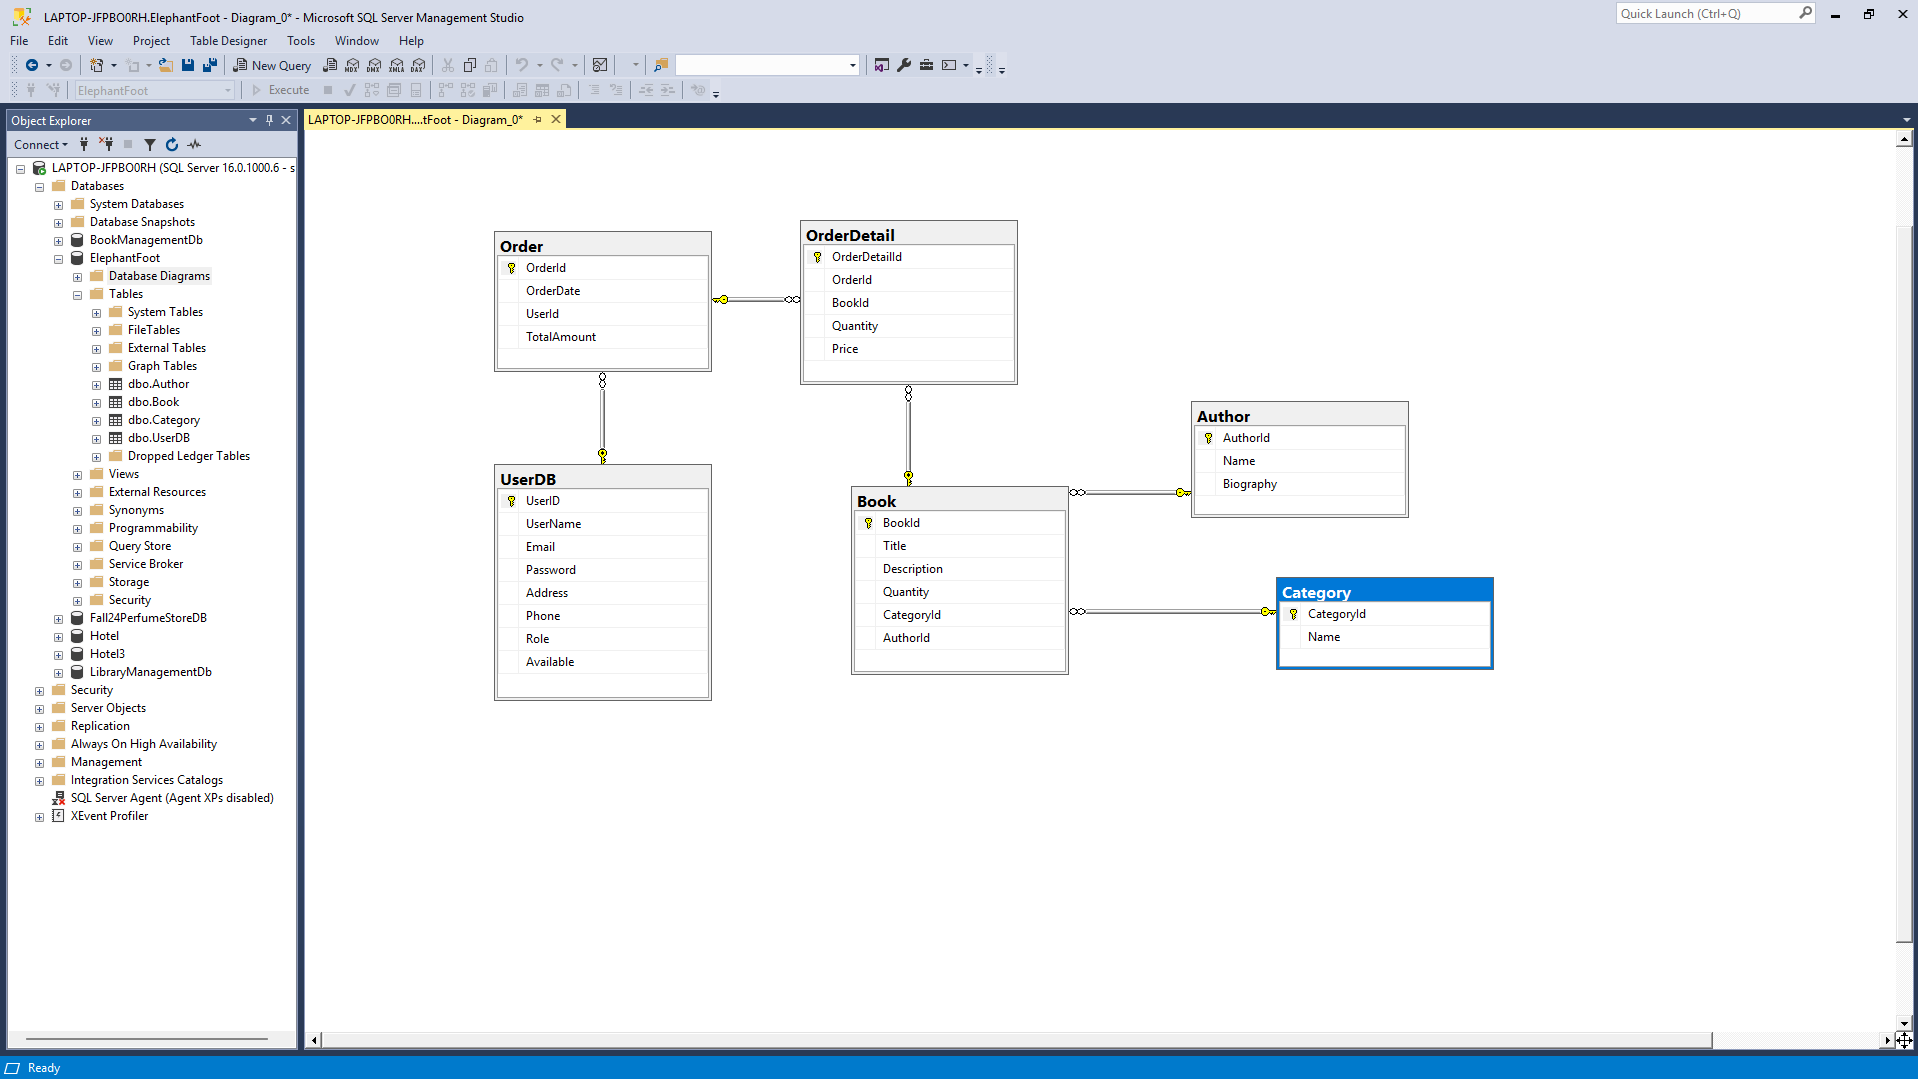 LAPTOP-JFPBO0RH.ElephantFoot - Diagram_0* - Microsoft SQL Server Management Studio
Quick Launch (Ctrl+Q)
File Edit View Project Table Designer Tools Window Help
New Query MDX DMX XMLA DAX
ElephantFoot Execute
Object Explorer
LAPTOP-JFPBO0RH....tFoot - Diagram_0*
Connect
LAPTOP-JFPBO0RH (SQL Server 16.0.1000.6 - s
Databases
System Databases
Database Snapshots
BookManagementDb
ElephantFoot
Database Diagrams
Tables
System Tables
FileTables
External Tables
Graph Tables
dbo.Author
dbo.Book
dbo.Category
dbo.UserDB
Dropped Ledger Tables
Views
External Resources
Synonyms
Programmability
Query Store
Service Broker
Storage
Security
Fall24PerfumeStoreDB
Hotel
Hotel3
LibraryManagementDb
Security
Server Objects
Replication
Always On High Availability
Management
Integration Services Catalogs
SQL Server Agent (Agent XPs disabled)
XEvent Profiler
Order
OrderId
OrderDate
UserId
TotalAmount
OrderDetail
OrderDetailId
OrderId
BookId
Quantity
Price
UserDB
UserID
UserName
Email
Password
Address
Phone
Role
Available
Book
BookId
Title
Description
Quantity
CategoryId
AuthorId
Author
AuthorId
Name
Biography
Category
CategoryId
Name
Ready